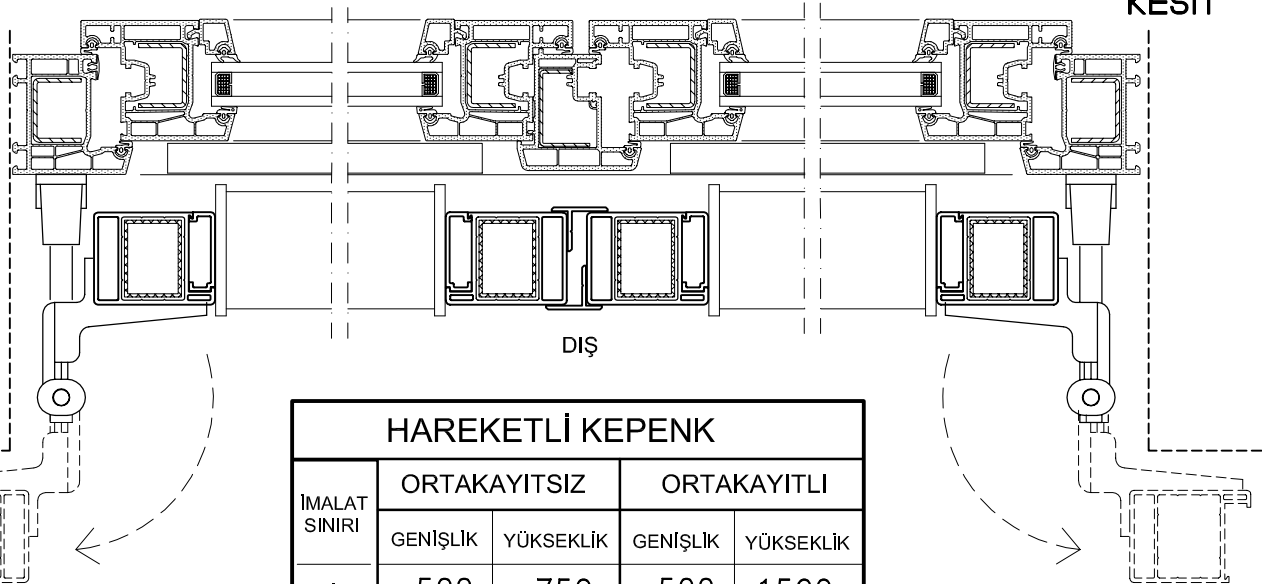 KESİT
DIŞ
HAREKETLİ KEPENK
İMALAT SINIRI
ORTAKAYITSIZ ORTAKAYITLI
GENİŞLİK YÜKSEKLİK GENİŞLİK YÜKSEKLİK